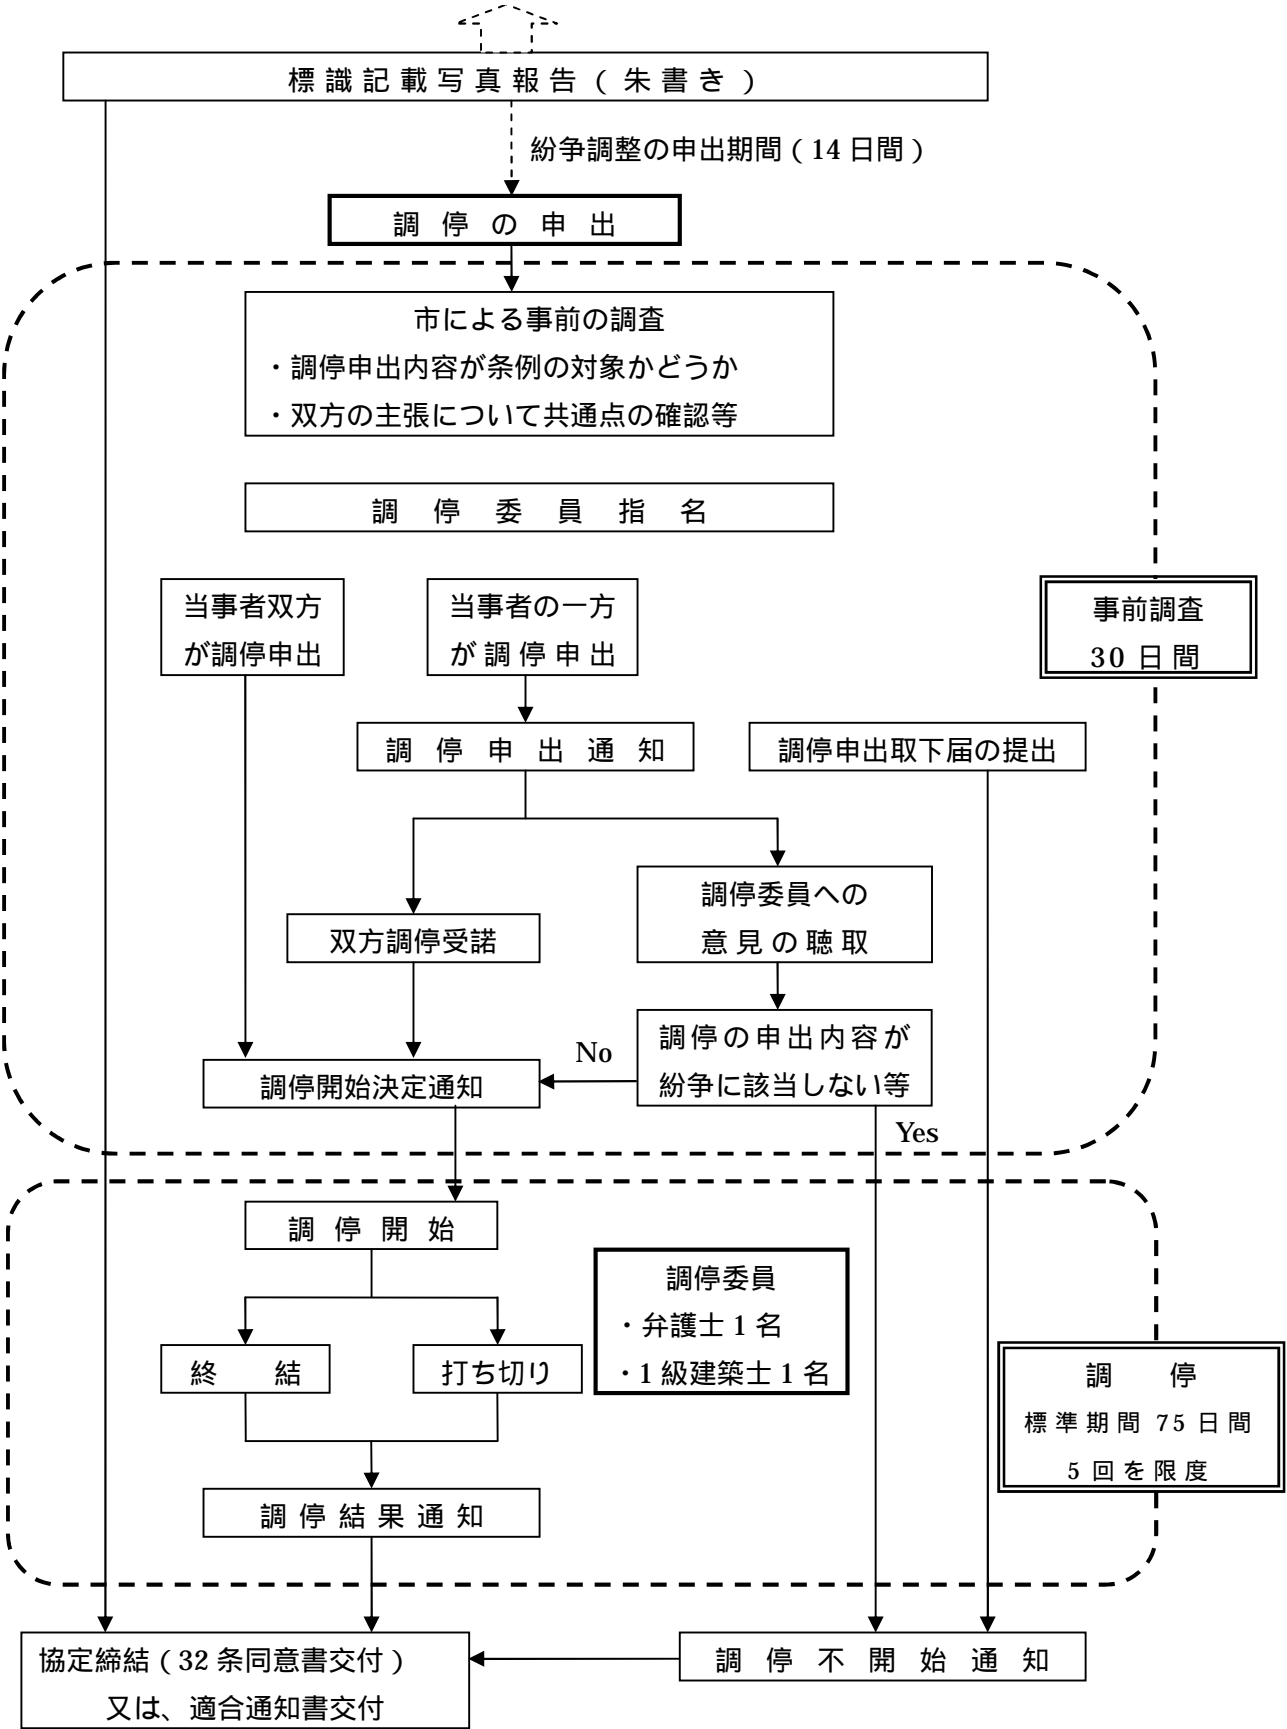 標識記載写真報告（朱書き）
紛争調整の申出期間（14日間）
調停の申出
市による事前の調査
・調停申出内容が条例の対象かどうか
・双方の主張について共通点の確認等
調停委員指名
当事者双方
が調停申出
当事者の一方
が調停申出
事前調査
30日間
調停申出通知
調停申出取下届の提出
調停委員への
意見の聴取
双方調停受諾
調停の申出内容が
紛争に該当しない等
No
調停開始決定通知
Yes
調停開始
調停委員
・弁護士1名
・1級建築士1名
終結
打ち切り
調停
標準期間 75日間
5回を限度
調停結果通知
協定締結（32条同意書交付）
又は、適合通知書交付
調停不開始通知